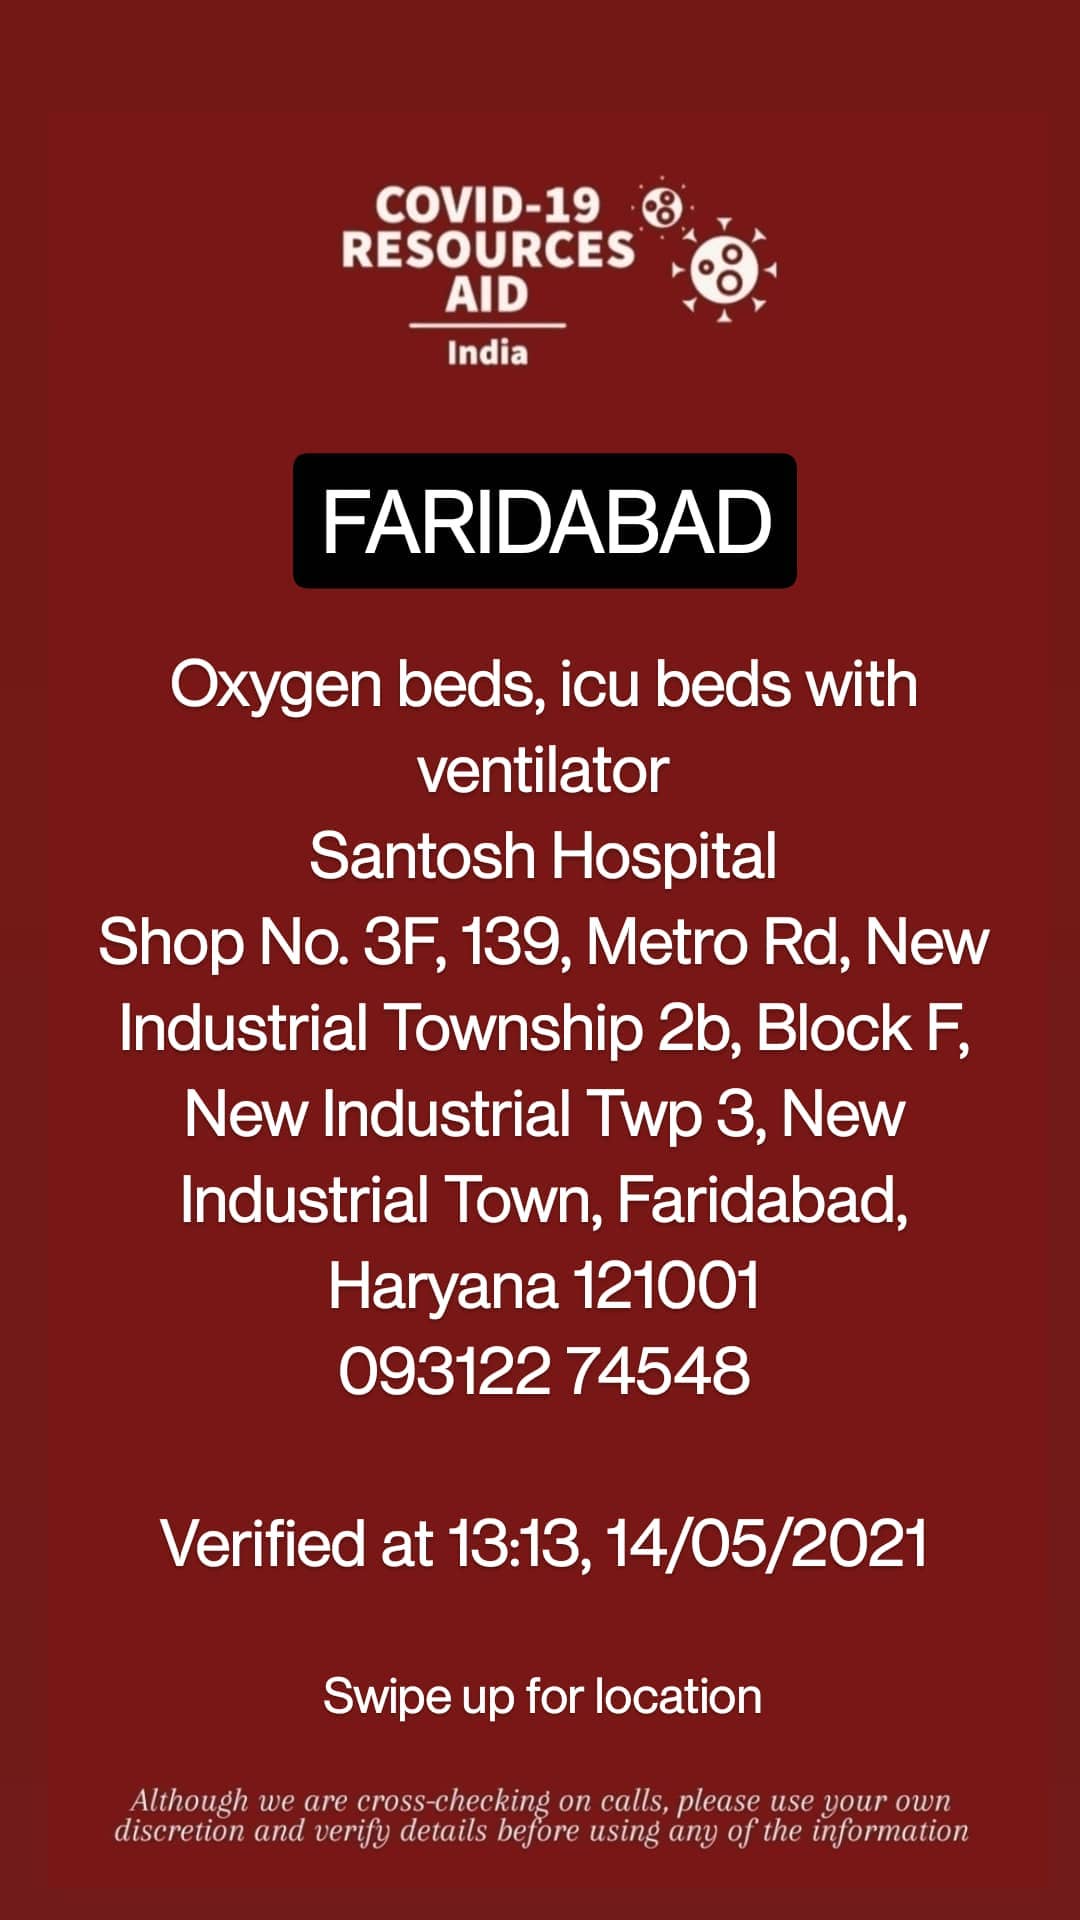 COVID-19
RESOURCES
AID
India
FARIDABAD
Oxygen beds, icu beds with
ventilator
Santosh Hospital
Shop No. 3F, 139, Metro Rd, New
Industrial Township 2b, Block F,
New Industrial Twp 3, New
Industrial Town, Faridabad,
Haryana 121001
093122 74548
Verified at 13:13, 14/05/2021
Swipe up for location
Although we are cross-checking on calls, please use your own
discretion and verify details before using any of the information